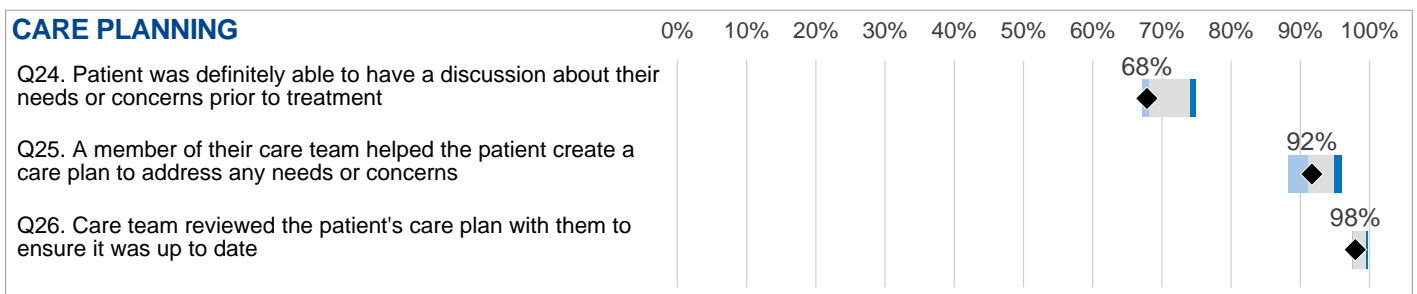 CARE PLANNING 0% 10% 20% 30% 40% 50% 60% 70% 80% 90% 100%
Q24. Patient was definitely able to have a discussion about their
needs or concerns prior to treatment
68%
Q25. A member of their care team helped the patient create a
care plan to address any needs or concerns
92%
Q26. Care team reviewed the patient's care plan with them to
ensure it was up to date
98%